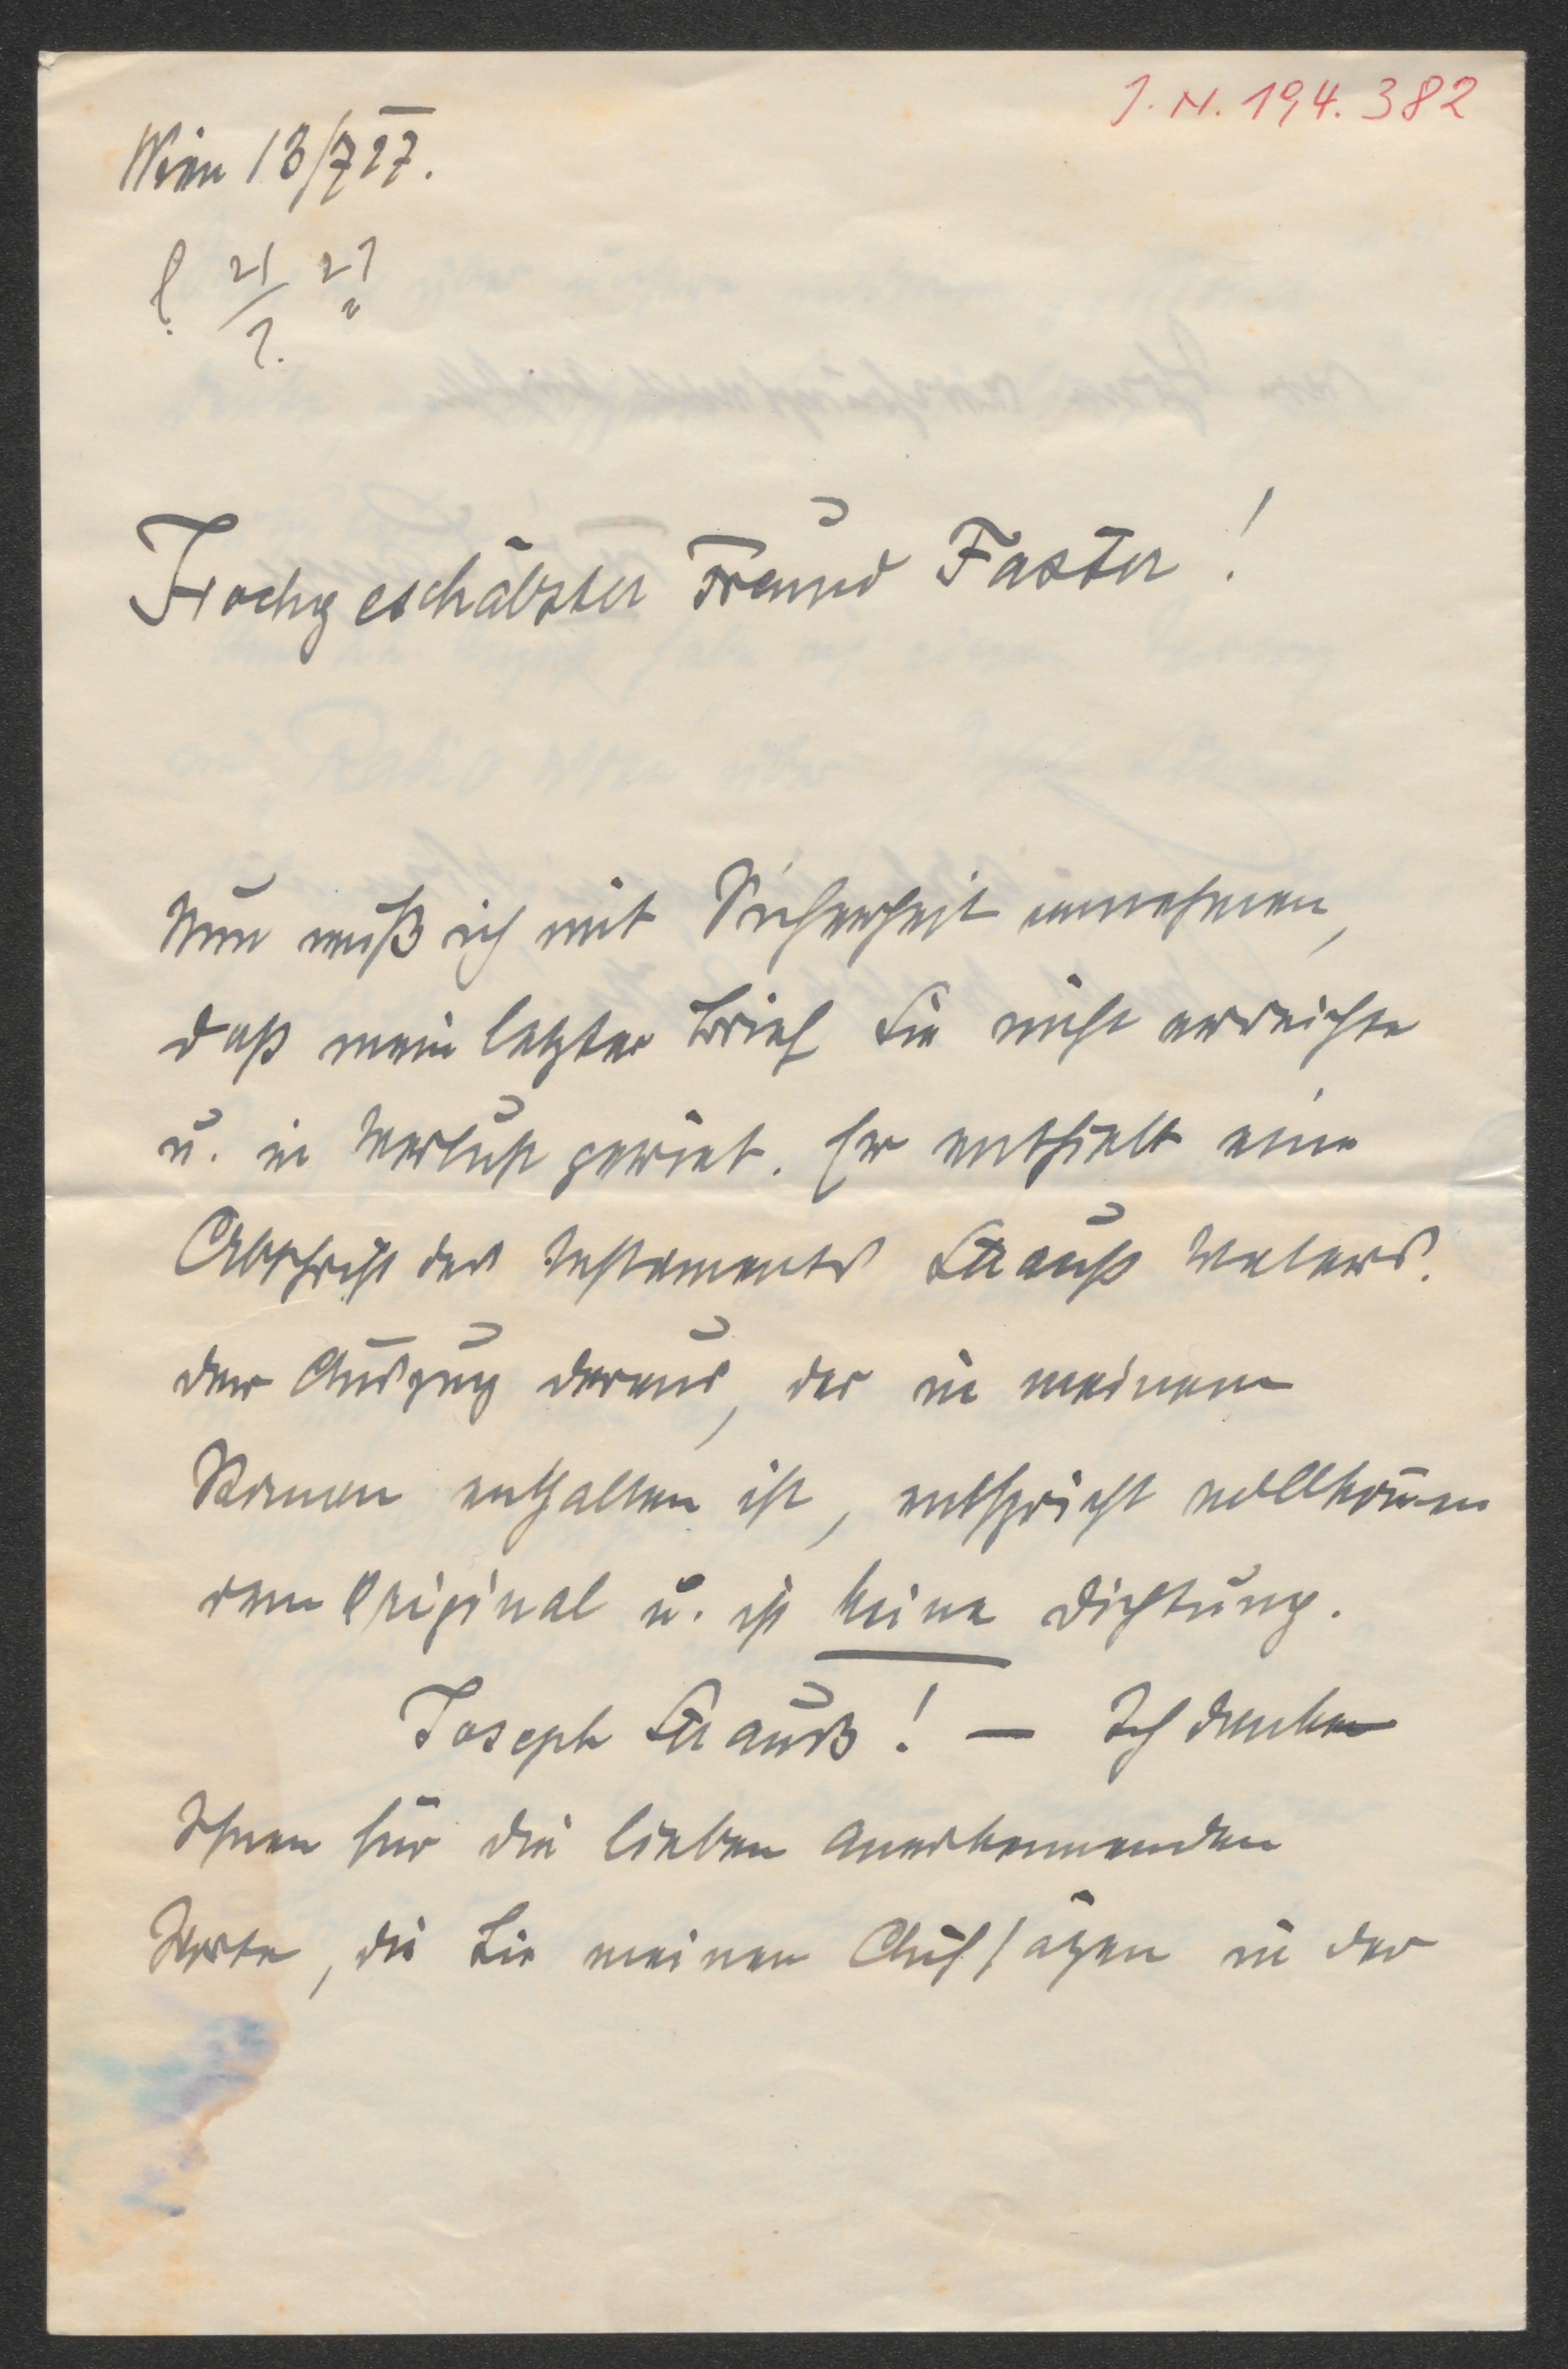 J. N. 194.382
Wien 13/7 27.
21/7. 27
Hochgeschätzter Freund Faster!
Nun muß ich mit Sicherheit annehmen,
daß mein letzter Brief Sie nicht erreichte
u. in Verlust geriet. Er enthielt eine
Abschrift des Testaments Strauß Vaters.
Der Auszug daraus, der in meinem
Roman enthalten ist, entspricht vollkom̅en
dem Original u. ist keine Dichtung.
Joseph Strauß! — Ich danke
Ihnen für die lieben anerkennenden
Worte, die Sie meinen Aufsätzen in der